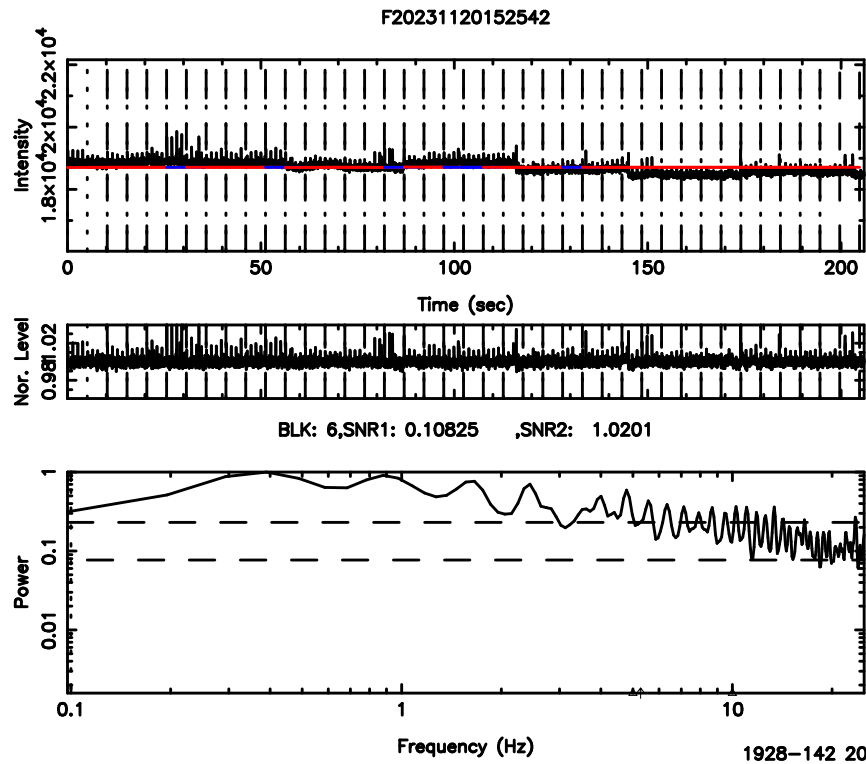 F20231120152542
Intensity
1.8×10⁴ 2×10⁴ 2.2×10⁴
0 50 100 150 200
Time (sec)
Nor. Level
0.98 1.02
BLK: 6,SNR1: 0.10825 ,SNR2: 1.0201
Power
1
0.1
0.01
0.1 1 10
Frequency (Hz)
1928-142 20